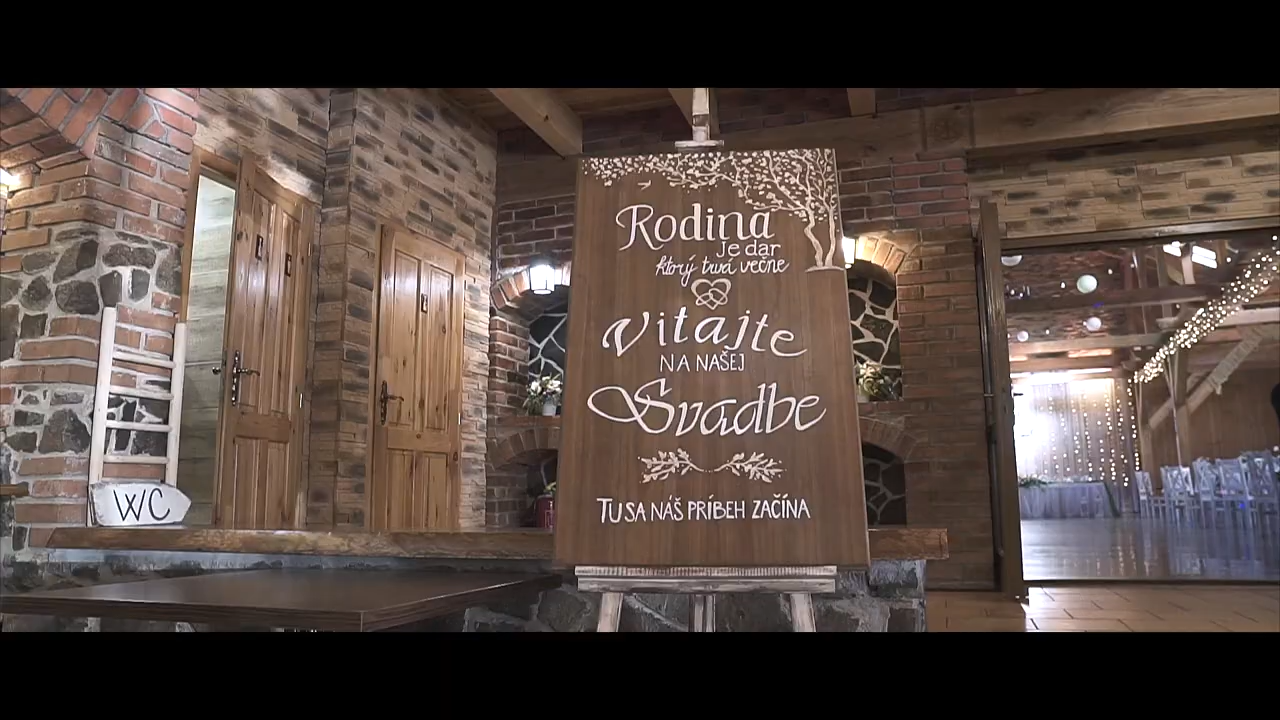 Rodina
Je dar
ktorý trvá večne
Vitajte
NA NAŠEJ
Svadbe
TU SA NÁŠ PRÍBEH ZAČÍNA
WC